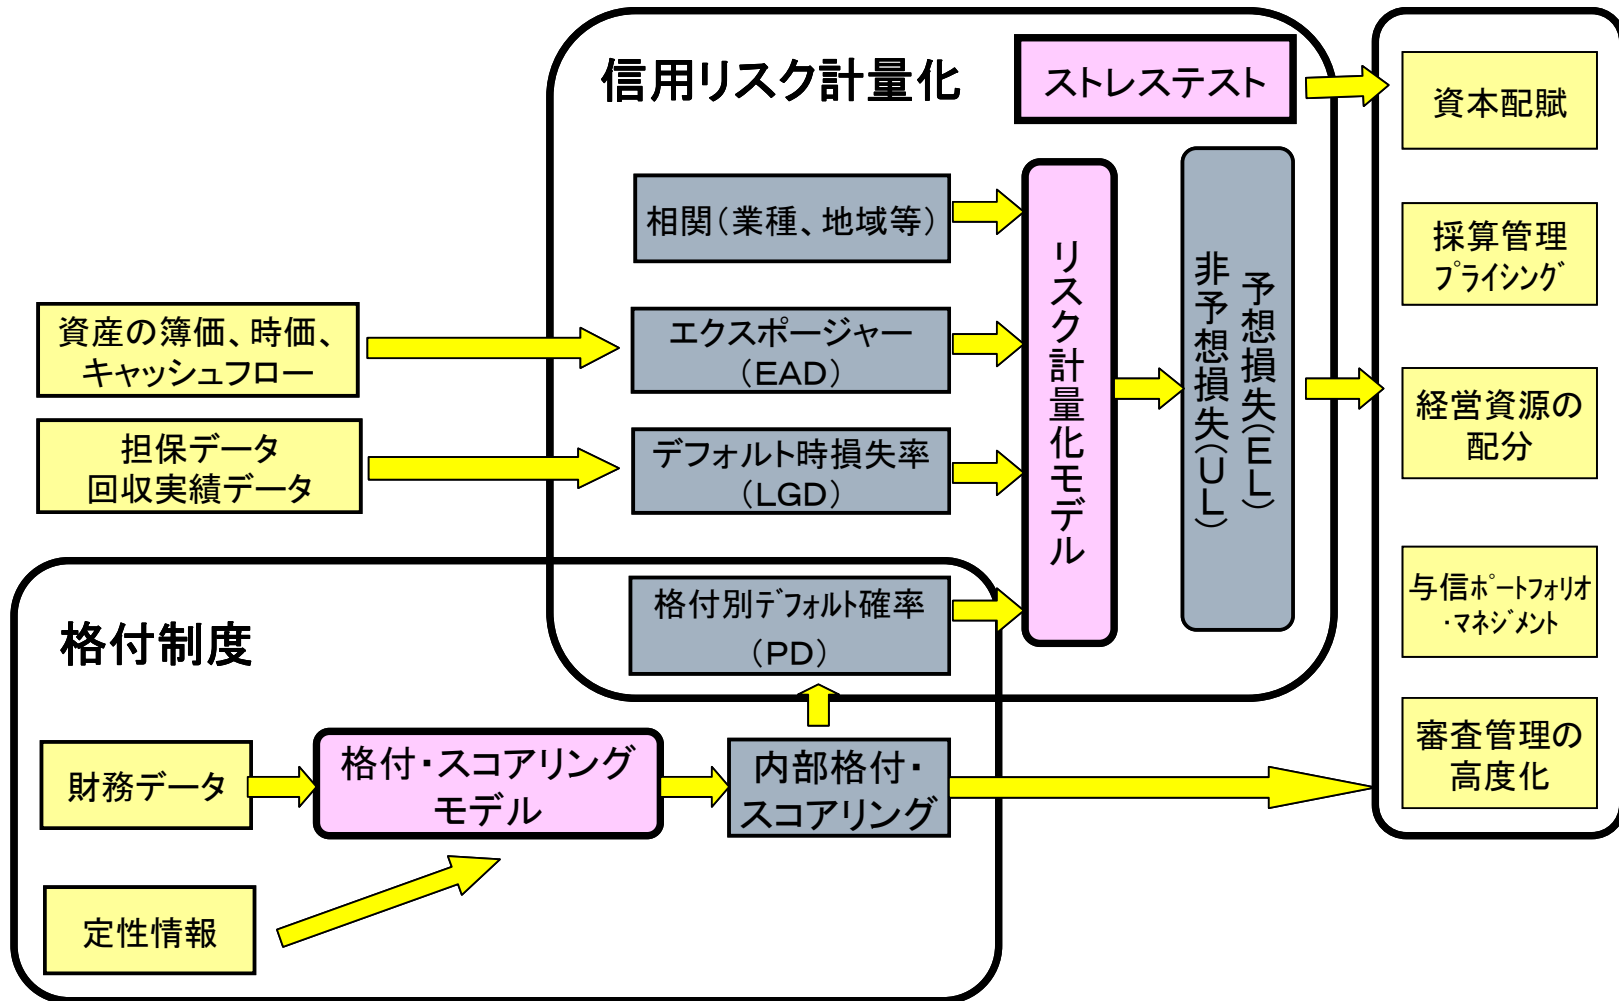 信用リスク計量化
ストレステスト
資本配賦
相関（業種、地域等）
採算管理
プライシング
資産の簿価、時価、
キャッシュフロー
エクスポージャー
（ＥＡＤ）
リスク計量化モデル
予想損失（ＥＬ）
非予想損失（ＵＬ）
経営資源の
配分
担保データ
回収実績データ
デフォルト時損失率
（ＬＧＤ）
与信ﾎﾟｰﾄﾌｫﾘｵ
・ﾏﾈｼﾞﾒﾝﾄ
格付制度
格付別ﾃﾞﾌｫﾙﾄ確率
（ＰＤ）
財務データ
格付・スコアリング
モデル
内部格付・
スコアリング
審査管理の
高度化
定性情報